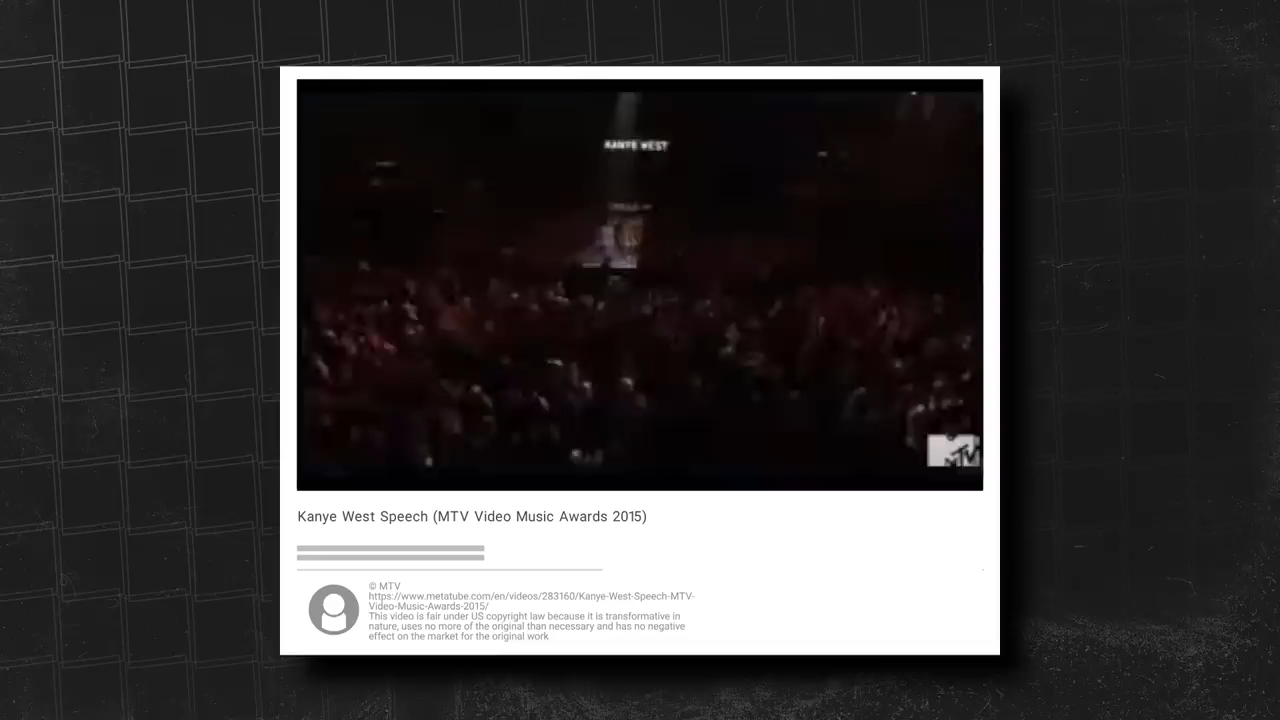 KANYE WEST
MTV
Kanye West Speech (MTV Video Music Awards 2015)
© MTV
https://www.metatube.com/en/videos/283160/Kanye-West-Speech-MTV-
Video-Music-Awards-2015/
This video is fair under US copyright law because it is transformative in
nature, uses no more of the original than necessary and has no negative
effect on the market for the original work